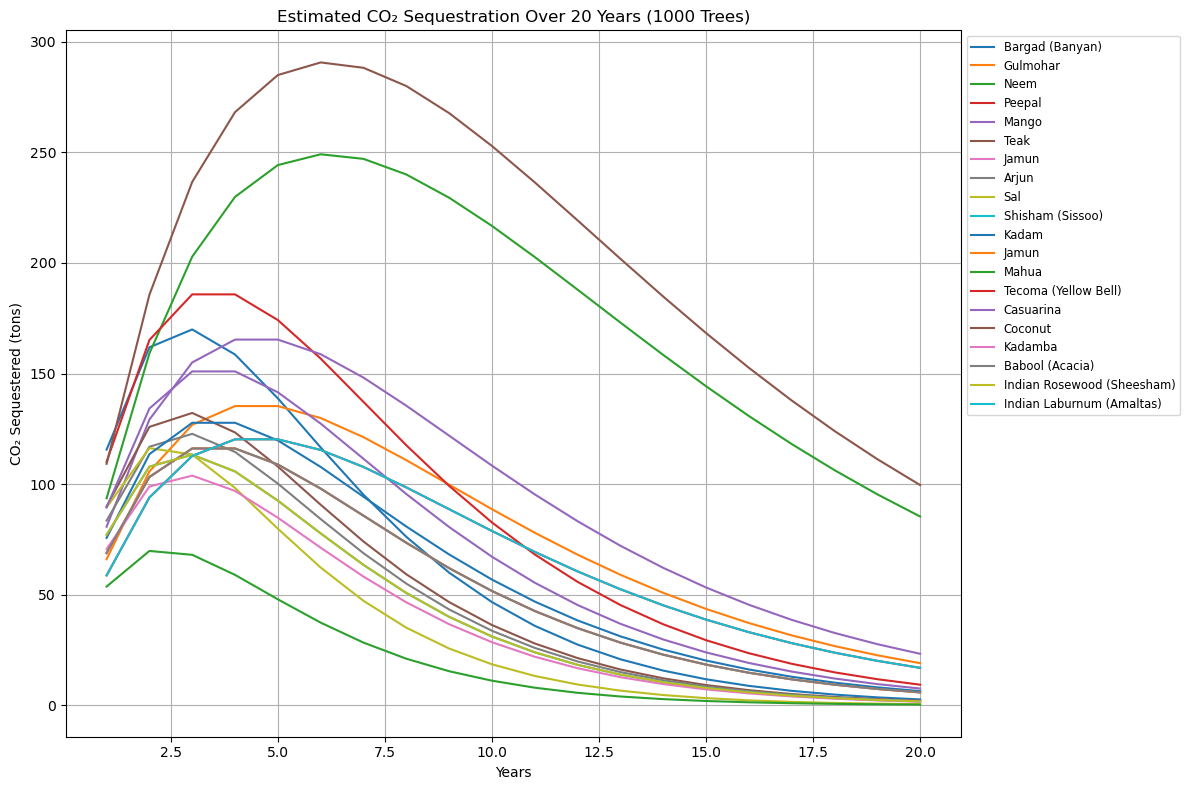 Estimated CO₂ Sequestration Over 20 Years (1000 Trees)
300
250
200
150
100
50
0
CO₂ Sequestered (tons)
2.5
5.0
7.5
10.0
12.5
15.0
17.5
20.0
Years
Bargad (Banyan)
Gulmohar
Neem
Peepal
Mango
Teak
Jamun
Arjun
Sal
Shisham (Sissoo)
Kadam
Jamun
Mahua
Tecoma (Yellow Bell)
Casuarina
Coconut
Kadamba
Babool (Acacia)
Indian Rosewood (Sheesham)
Indian Laburnum (Amaltas)